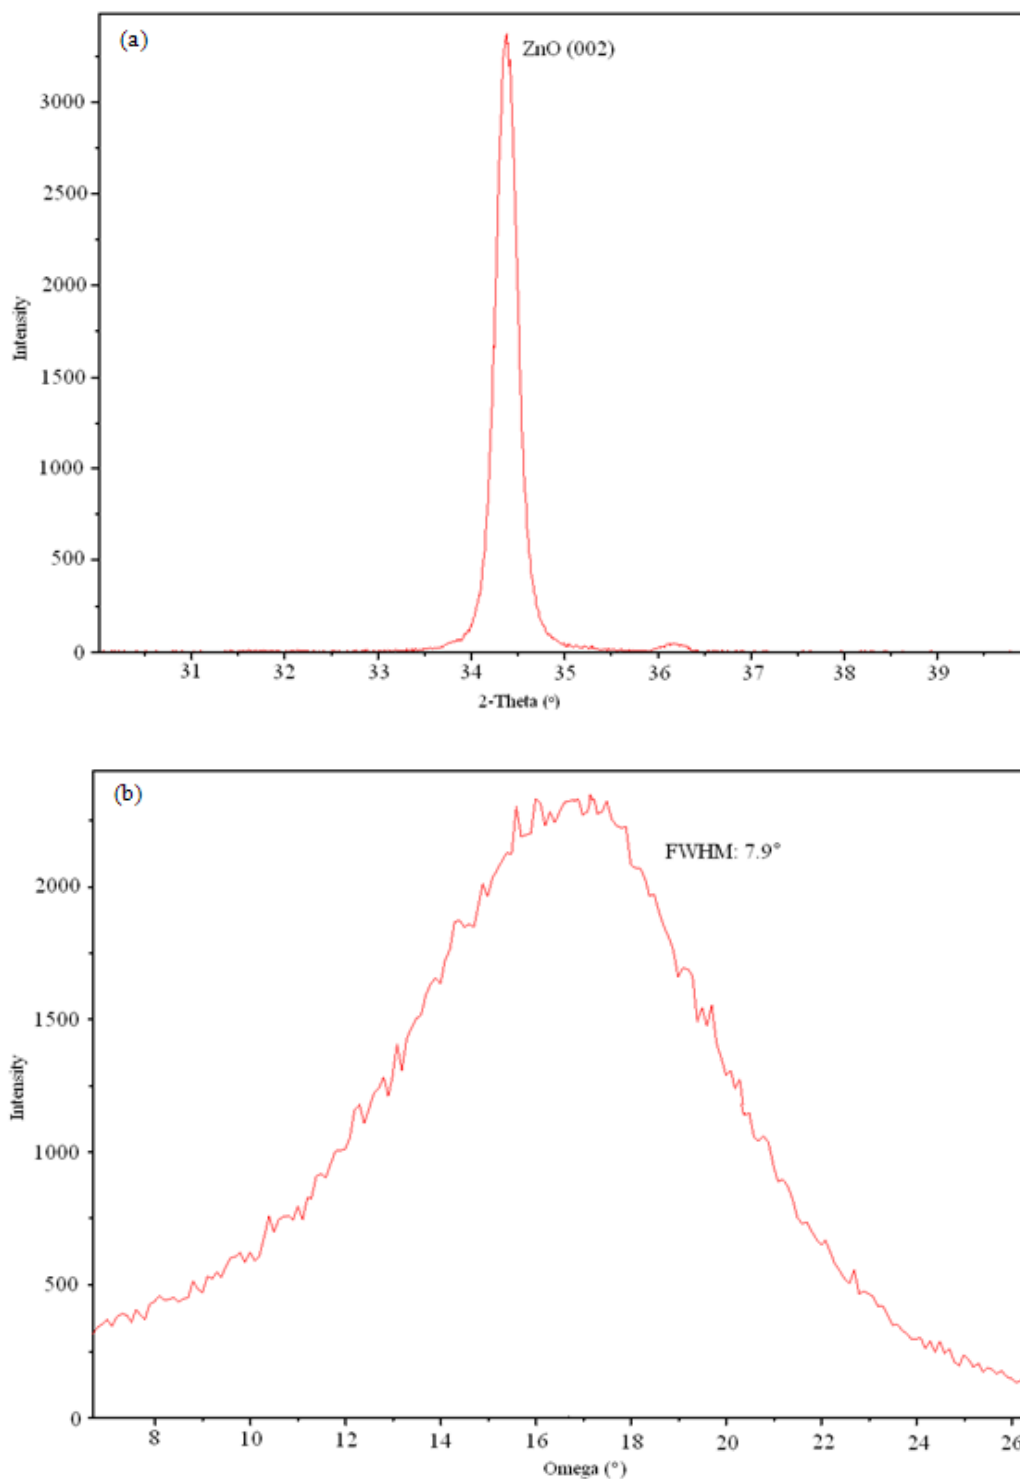 (a)
ZnO (002)
3000
2500
2000
1500
1000
500
0
Intensity
31 32 33 34 35 36 37 38 39
2-Theta (°)
(b)
FWHM: 7.9°
2000
1500
1000
500
0
Intensity
8 10 12 14 16 18 20 22 24 26
Omega (°)